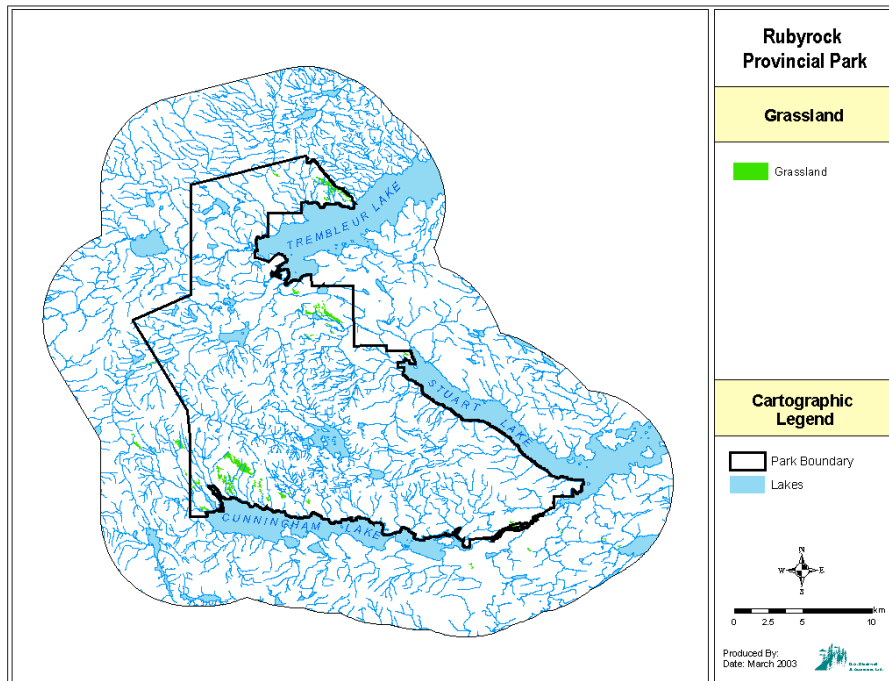 Rubyrock
Provincial Park
Grassland
Grassland
Cartographic
Legend
Park Boundary
Lakes
TREMBLEUR LAKE
STUART LAKE
CUNNINGHAM LAKE
N
W E
S
km
0 2.5 5 10
Produced By:
Date: March 2003